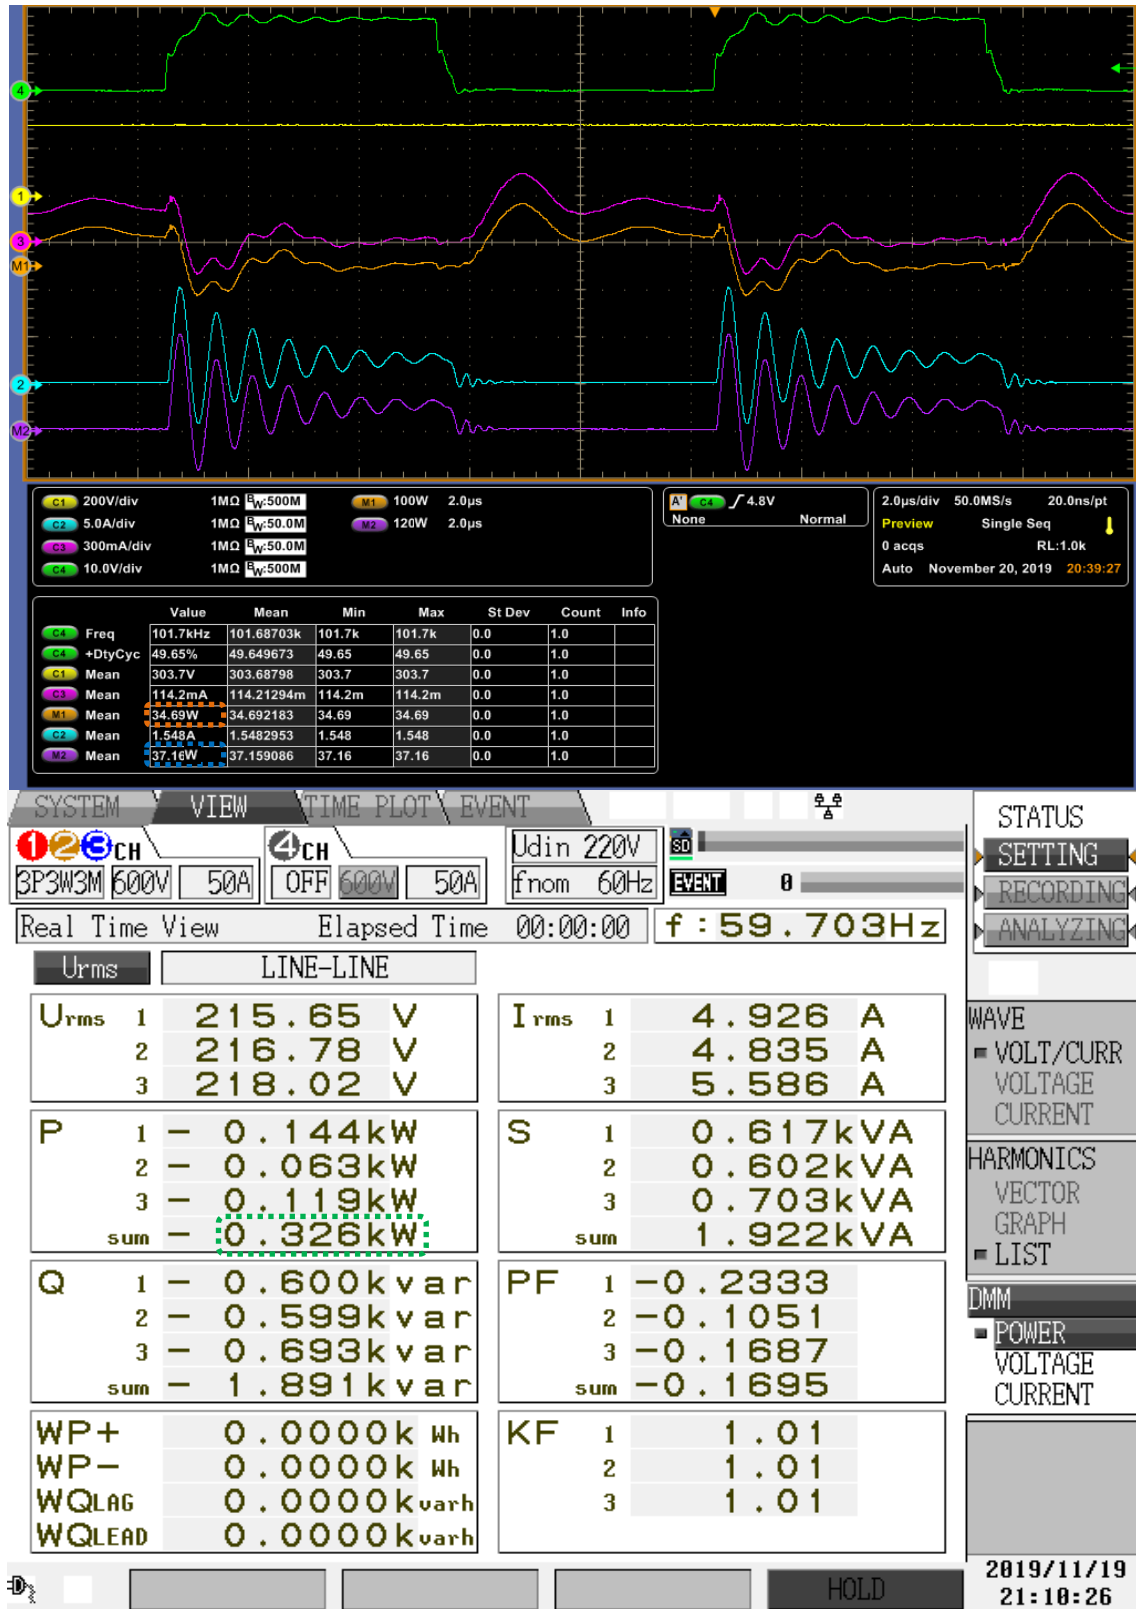 4
1
3
M1
2
M2
C1 200V/div 1MΩ BW:500M M1 100W 2.0µs
C2 5.0A/div 1MΩ BW:50.0M M2 120W 2.0µs
C3 300mA/div 1MΩ BW:50.0M
C4 10.0V/div 1MΩ BW:500M
A' C4 4.8V
None Normal
2.0µs/div 50.0MS/s 20.0ns/pt
Preview Single Seq
0 acqs RL:1.0k
Auto November 20, 2019 20:39:27
Value Mean Min Max St Dev Count Info
C4 Freq 101.7kHz 101.68703k 101.7k 101.7k 0.0 1.0
C4 +DtyCyc 49.65% 49.649673 49.65 49.65 0.0 1.0
C1 Mean 303.7V 303.68798 303.7 303.7 0.0 1.0
C3 Mean 114.2mA 114.21294m 114.2m 114.2m 0.0 1.0
M1 Mean 34.69W 34.692183 34.69 34.69 0.0 1.0
C2 Mean 1.548A 1.5482953 1.548 1.548 0.0 1.0
M2 Mean 37.16W 37.159086 37.16 37.16 0.0 1.0
SYSTEM VIEW TIME PLOT EVENT
STATUS
1 2 3 CH 4 CH Udin 220V SD
SETTING
3P3W3M 600V 50A OFF 600V 50A fnom 60Hz EVENT 0
RECORDING
Real Time View Elapsed Time 00:00:00 f:59.703Hz
ANALYZING
Urms LINE-LINE
Urms 1 215.65 V
2 216.78 V
3 218.02 V
Irms 1 4.926 A
2 4.835 A
3 5.586 A
P 1 - 0.144kW
2 - 0.063kW
3 - 0.119kW
sum - 0.326kW
S 1 0.617kVA
2 0.602kVA
3 0.703kVA
sum 1.922kVA
Q 1 - 0.600kvar
2 - 0.599kvar
3 - 0.693kvar
sum - 1.891kvar
PF 1 -0.2333
2 -0.1051
3 -0.1687
sum -0.1695
WP+ 0.0000k Wh
WP- 0.0000k Wh
WQLAG 0.0000kvarh
WQLEAD 0.0000kvarh
KF 1 1.01
2 1.01
3 1.01
WAVE
VOLT/CURR
VOLTAGE
CURRENT
HARMONICS
VECTOR
GRAPH
LIST
DMM
POWER
VOLTAGE
CURRENT
HOLD
2019/11/19
21:10:26